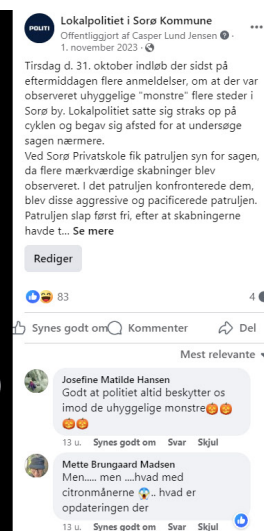 POLITI
Lokalpolitiet i Sorø Kommune
Offentliggjort af Casper Lund Jensen ·
1. november 2023 ·
Tirsdag d. 31. oktober indløb der sidst på
eftermiddagen flere anmeldelser, om at der var
observeret uhyggelige "monstre" flere steder i
Sorø by. Lokalpolitiet satte sig straks op på
cyklen og begav sig afsted for at undersøge
sagen nærmere.
Ved Sorø Privatskole fik patruljen syn for sagen,
da flere mærkværdige skabninger blev
observeret. I det patruljen konfronterede dem,
blev disse aggressive og pacificerede patruljen.
Patruljen slap først fri, efter at skabningerne
havde t... Se mere
Rediger
83
4
Synes godt om Kommenter Del
Mest relevante
Josefine Matilde Hansen
Godt at politiet altid beskytter os
imod de uhyggelige monstre🎃🎃
🎃🎃
13 u. Synes godt om Svar Skjul
Mette Brungaard Madsen
Men..... men ....hvad med
citronmånerne 😱.. hvad er
opdateringen der
13 u. Synes godt om Svar Skjul